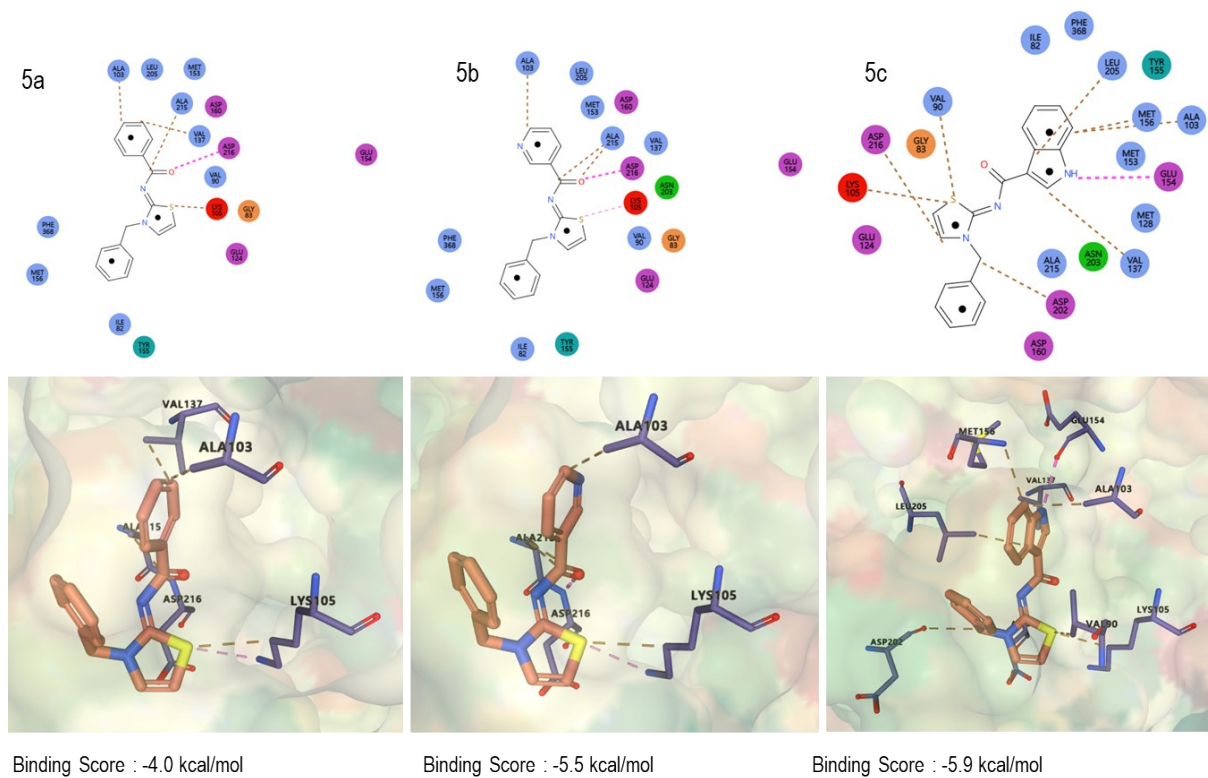 5a
ALA 103
LEU 205
MET 153
ALA 215
ASP 160
VAL 137
ASP 216
GLU 154
VAL 90
LYS 105
GLY 83
PHE 368
GLU 124
MET 156
ILE 82
TYR 155
O
N
S
N
5b
ALA 103
LEU 205
MET 153
ASP 160
ALA 215
VAL 137
ASP 216
GLU 154
ASN 203
LYS 105
VAL 90
GLY 83
PHE 368
GLU 124
MET 156
ILE 82
TYR 155
N
O
N
S
N
5c
PHE 368
ILE 82
LEU 205
TYR 155
VAL 90
MET 156
ALA 103
ASP 216
GLY 83
MET 153
GLU 154
LYS 105
MET 128
GLU 124
ALA 215
ASN 203
VAL 137
ASP 202
ASP 160
O
NH
N
S
N
VAL137
ALA103
ASP216
LYS105
ALA103
ASP216
LYS105
GLU154
MET156
VAL137
ALA103
LEU205
LYS105
VAL90
ASP202
Binding Score : -4.0 kcal/mol
Binding Score : -5.5 kcal/mol
Binding Score : -5.9 kcal/mol